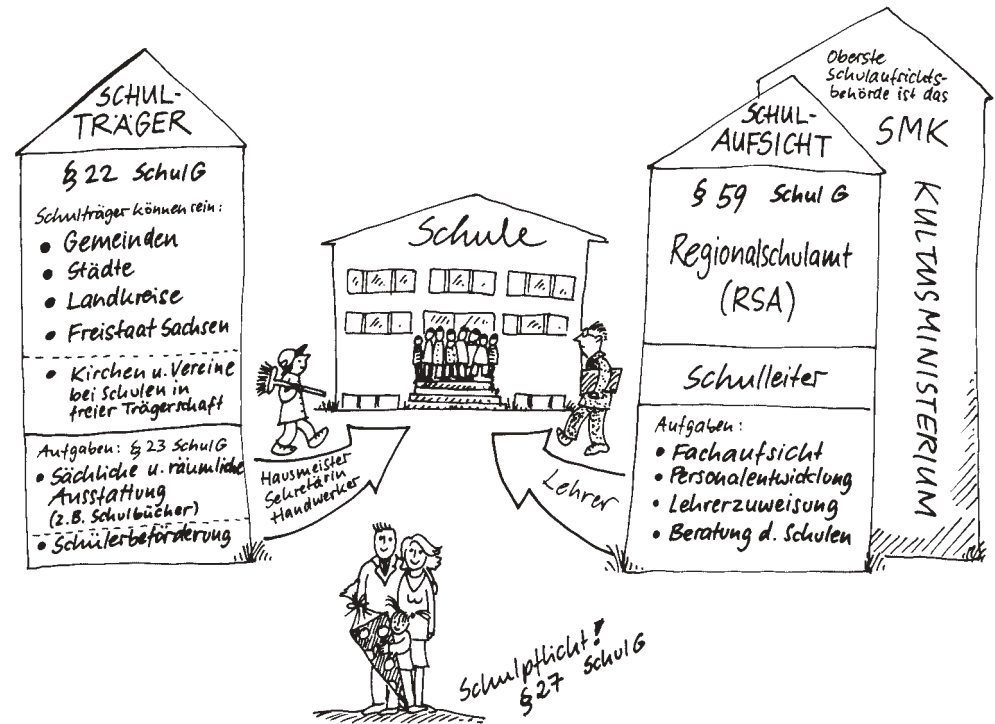 SCHUL-
TRÄGER
§ 22 SchulG
Schulträger können sein:
• Gemeinden
• Städte
• Landkreise
• Freistaat Sachsen
• Kirchen u. Vereine
bei Schulen in
freier Trägerschaft
Aufgaben: § 23 SchulG
• Sächliche u. räumliche
Ausstattung
(z.B. Schulbücher)
• Schülerbeförderung
Hausmeister
Sekretärin
Handwerker
Schule
Lehrer
SCHUL-
AUFSICHT
§ 59 SchulG
Regionalschulamt
(RSA)
Schulleiter
Aufgaben:
• Fachaufsicht
• Personalentwicklung
• Lehrerzuweisung
• Beratung d. Schulen
Oberste
Schulaufsichts-
behörde ist das
SMK
KULTUSMINISTERIUM
Schulpflicht!
§ 27 SchulG